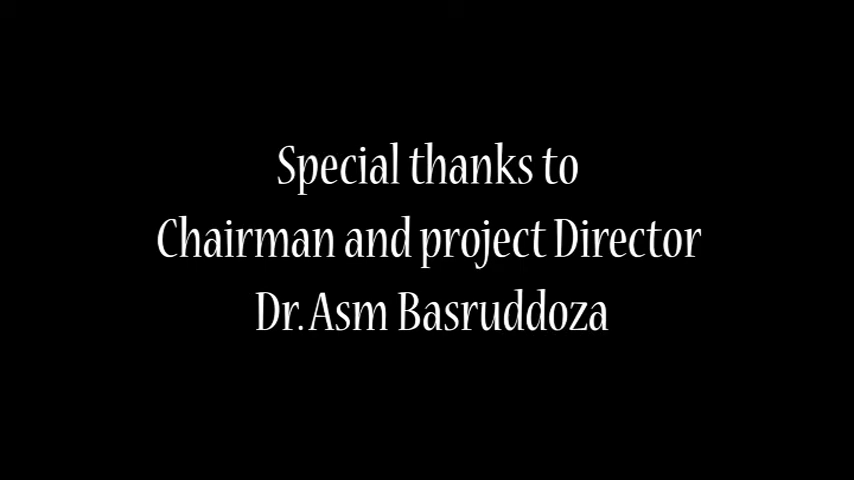 Special thanks to
Chairman and project Director
Dr. Asm Basruddoza